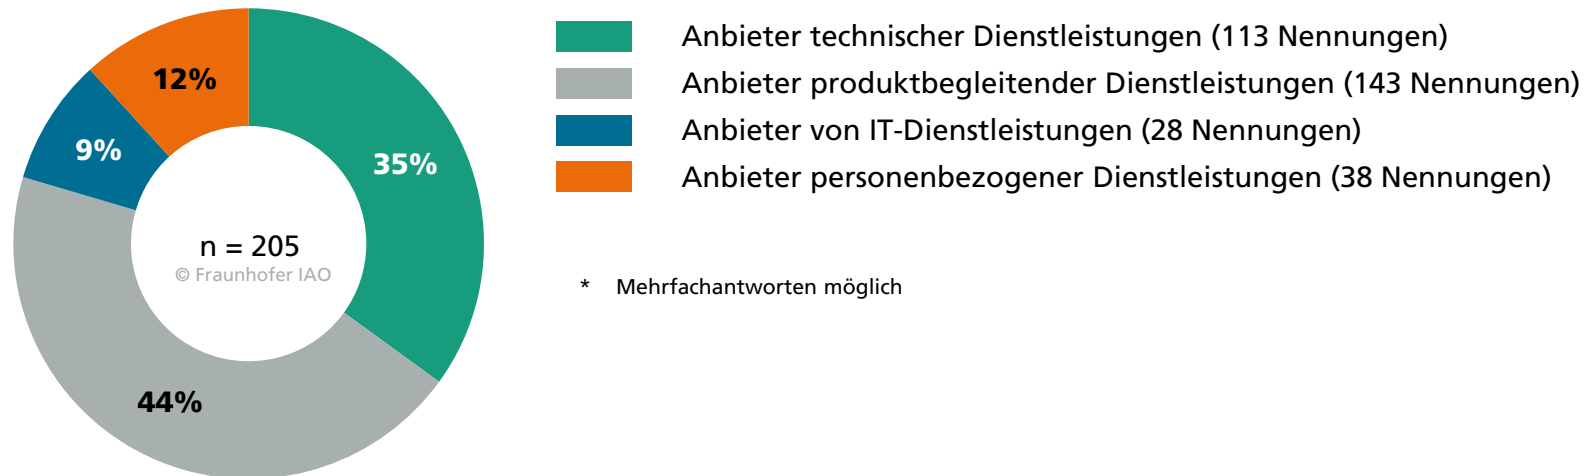 12%
9%
35%
44%
n = 205
© Fraunhofer IAO
Anbieter technischer Dienstleistungen (113 Nennungen)
Anbieter produktbegleitender Dienstleistungen (143 Nennungen)
Anbieter von IT-Dienstleistungen (28 Nennungen)
Anbieter personenbezogener Dienstleistungen (38 Nennungen)
* Mehrfachantworten möglich